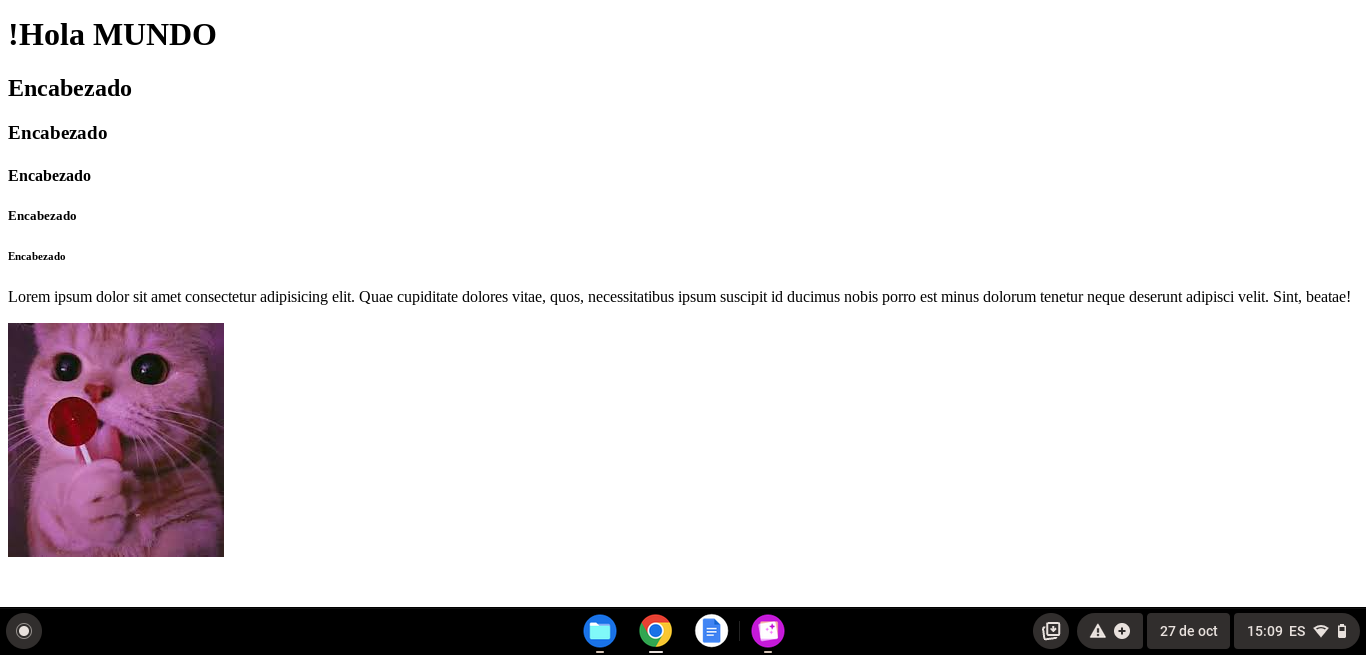 !Hola MUNDO
Encabezado
Encabezado
Encabezado
Encabezado
Encabezado
Lorem ipsum dolor sit amet consectetur adipisicing elit. Quae cupiditate dolores vitae, quos, necessitatibus ipsum suscipit id ducimus nobis porro est minus dolorum tenetur neque deserunt adipisci velit. Sint, beatae!
27 de oct 15:09 ES